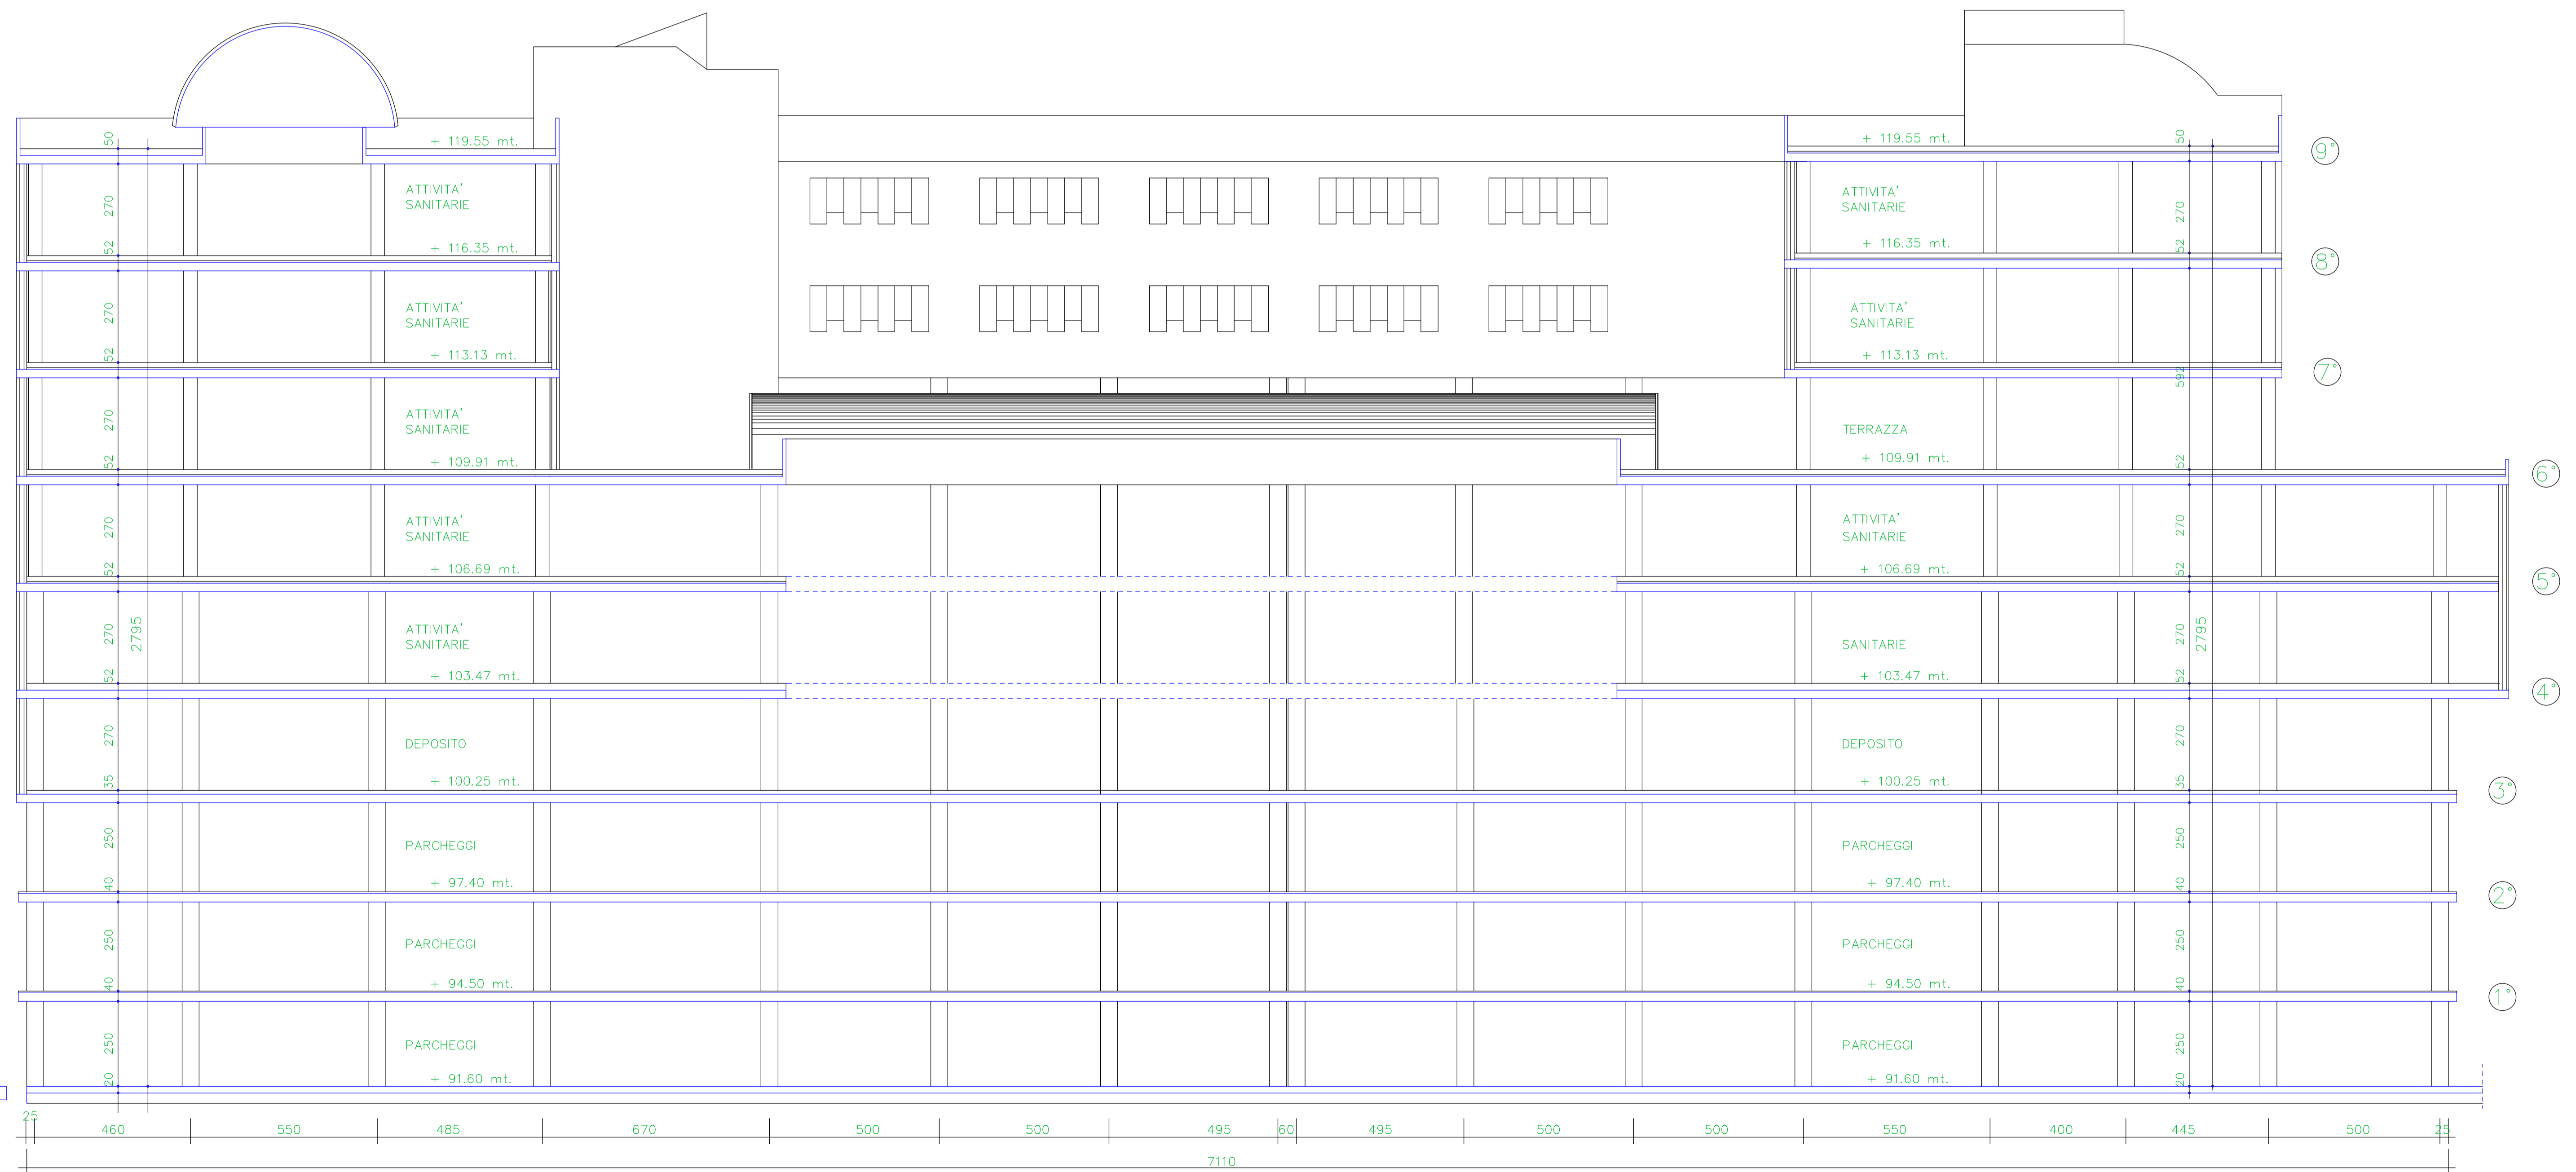 50
+ 119.55 mt.
+ 119.55 mt.
50
9°
ATTIVITA'
SANITARIE
270
ATTIVITA'
SANITARIE
270
52
+ 116.35 mt.
+ 116.35 mt.
52
8°
270
ATTIVITA'
SANITARIE
ATTIVITA'
SANITARIE
52
+ 113.13 mt.
+ 113.13 mt.
592
7°
270
ATTIVITA'
SANITARIE
TERRAZZA
52
+ 109.91 mt.
+ 109.91 mt.
52
6°
270
ATTIVITA'
SANITARIE
ATTIVITA'
SANITARIE
270
52
+ 106.69 mt.
+ 106.69 mt.
52
5°
270
2795
ATTIVITA'
SANITARIE
SANITARIE
270
2795
52
+ 103.47 mt.
+ 103.47 mt.
52
4°
270
DEPOSITO
DEPOSITO
270
35
+ 100.25 mt.
+ 100.25 mt.
35
3°
250
PARCHEGGI
PARCHEGGI
250
40
+ 97.40 mt.
+ 97.40 mt.
40
2°
250
PARCHEGGI
PARCHEGGI
250
40
+ 94.50 mt.
+ 94.50 mt.
40
1°
250
PARCHEGGI
PARCHEGGI
250
20
+ 91.60 mt.
+ 91.60 mt.
20
25 460 550 485 670 500 500 495 60 495 500 500 550 400 445 500 25
7110